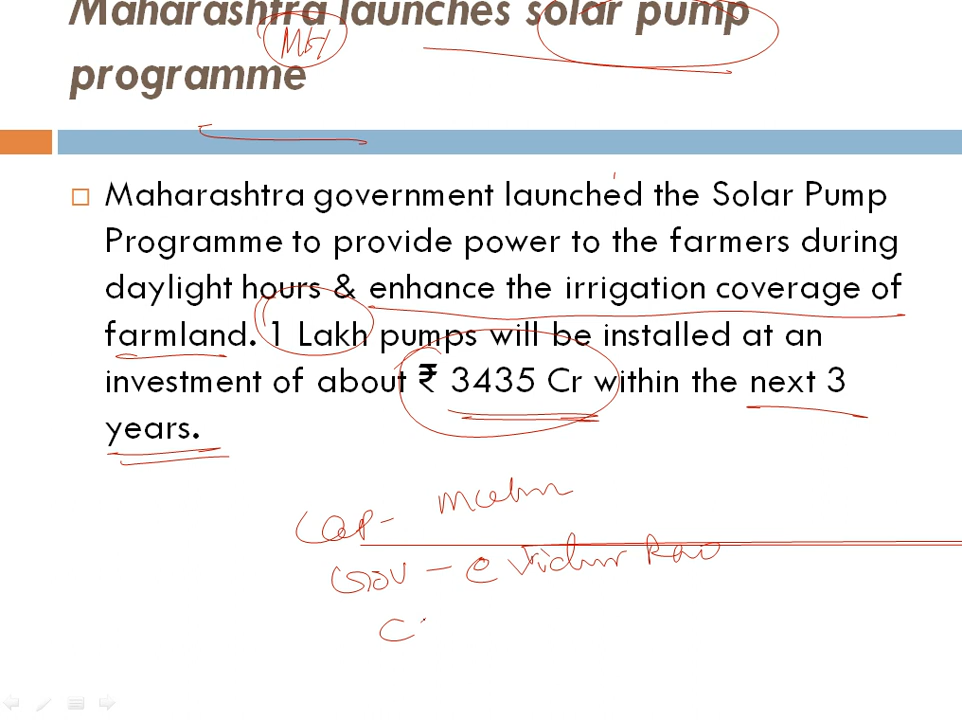 Maharashtra launches solar pump
MH
programme
Maharashtra government launched the Solar Pump
Programme to provide power to the farmers during
daylight hours & enhance the irrigation coverage of
farmland. 1 Lakh pumps will be installed at an
investment of about ₹ 3435 Cr within the next 3
years.
Cap -
Gov - C Vidhur Rao
C